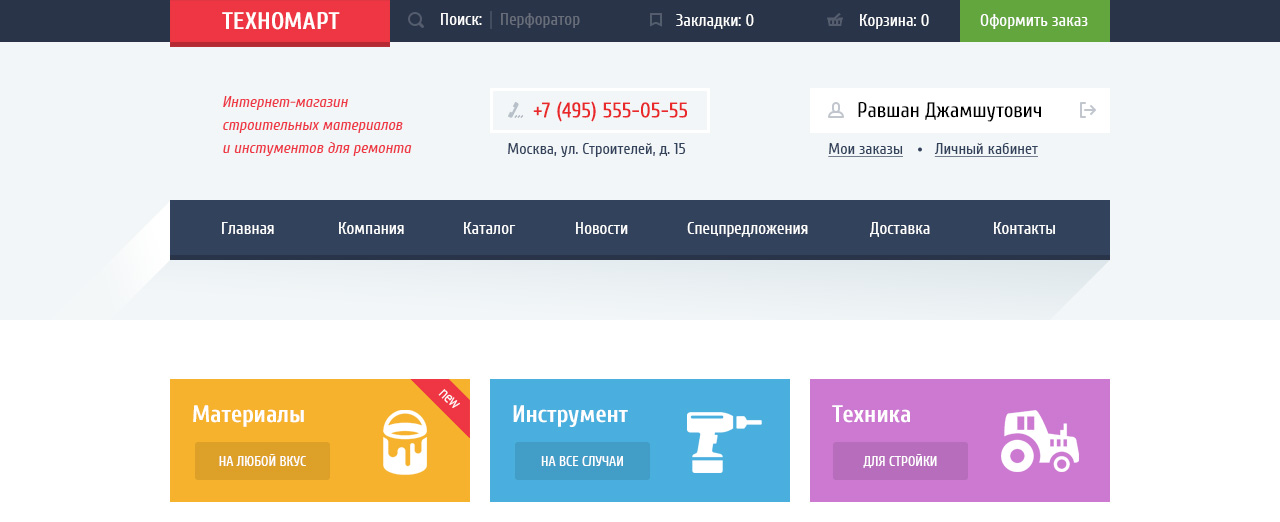 ТЕХНОМАРТ
Поиск: Перфоратор
Закладки: 0
Корзина: 0
Оформить заказ
Интернет-магазин
строительных материалов
и инстументов для ремонта
+7 (495) 555-05-55
Москва, ул. Строителей, д. 15
Равшан Джамшутович
Мои заказы • Личный кабинет
Главная Компания Каталог Новости Спецпредложения Доставка Контакты
Материалы
new
НА ЛЮБОЙ ВКУС
Инструмент
НА ВСЕ СЛУЧАИ
Техника
ДЛЯ СТРОЙКИ